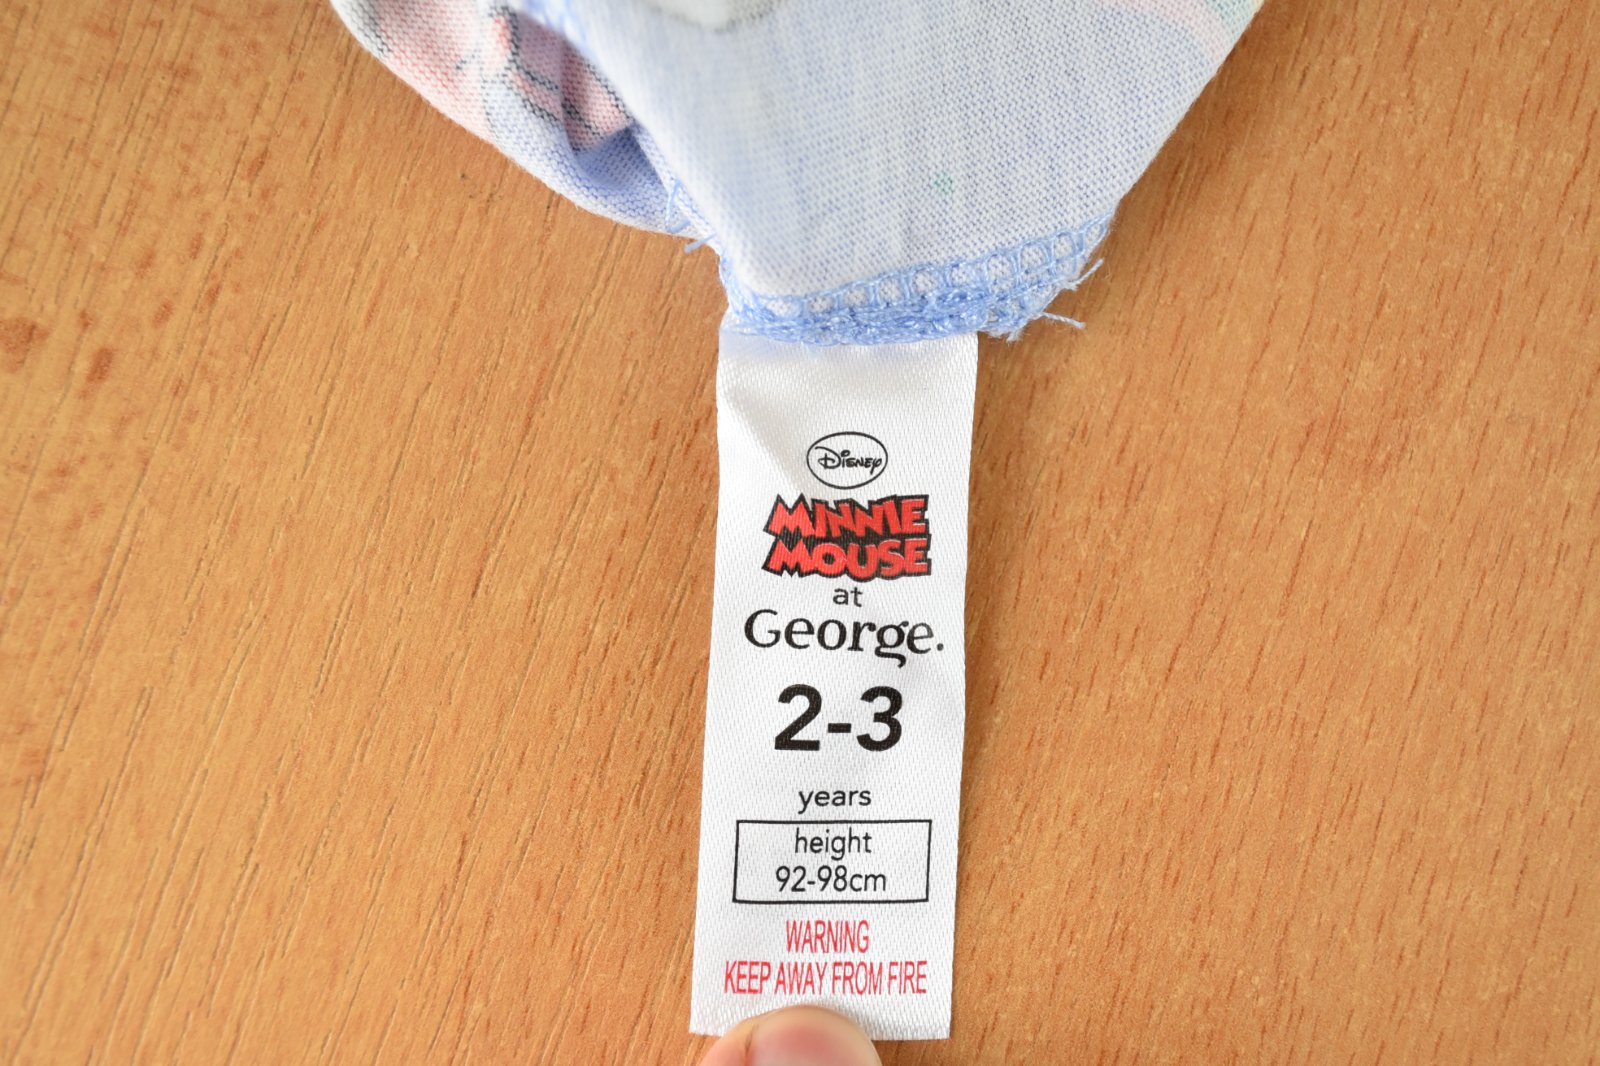 Disney
MINNIE
MOUSE
at
George.
2-3
years
height
92-98cm
WARNING
KEEP AWAY FROM FIRE